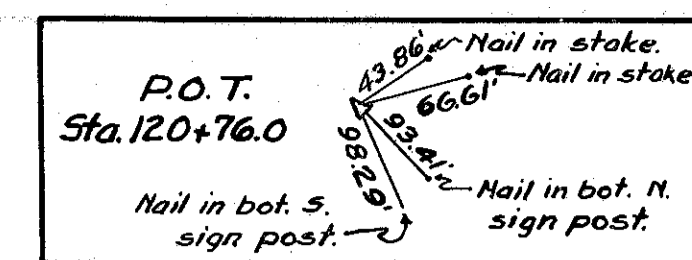 P.O.T.
Sta. 120+76.0
43.86'
Nail in stake.
66.61'
Nail in stake
93.41'
Nail in bot. N.
sign post.
98.29'
Nail in bot. S.
sign post.